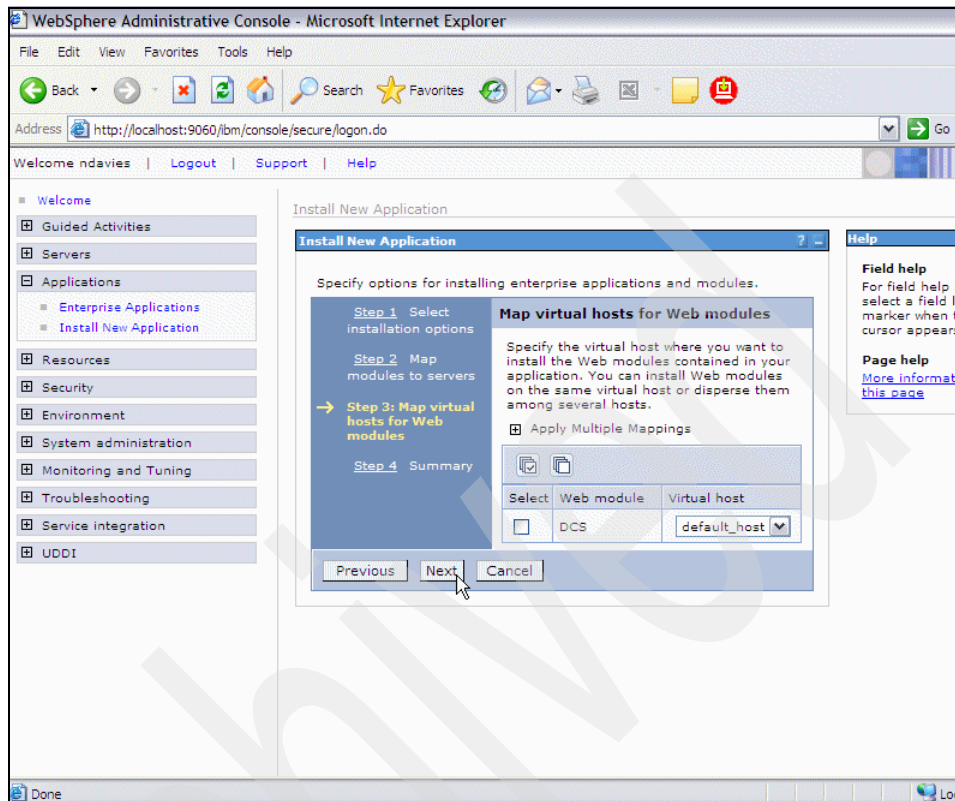 WebSphere Administrative Console - Microsoft Internet Explorer
File Edit View Favorites Tools Help
Back Search Favorites
Address http://localhost:9060/ibm/console/secure/logon.do Go
Welcome ndavies | Logout | Support | Help
Welcome
Guided Activities
Servers
Applications
Enterprise Applications
Install New Application
Resources
Security
Environment
System administration
Monitoring and Tuning
Troubleshooting
Service integration
UDDI
Install New Application
Install New Application ? -
Specify options for installing enterprise applications and modules.
Step 1 Select
installation options
Step 2 Map
modules to servers
Step 3: Map virtual
hosts for Web
modules
Step 4 Summary
Map virtual hosts for Web modules
Specify the virtual host where you want to
install the Web modules contained in your
application. You can install Web modules
on the same virtual host or disperse them
among several hosts.
Apply Multiple Mappings
Select Web module Virtual host
DCS default_host
Previous Next Cancel
Help
Field help
For field help
select a field l
marker when t
cursor appears
Page help
More informat
this page
Done Lo